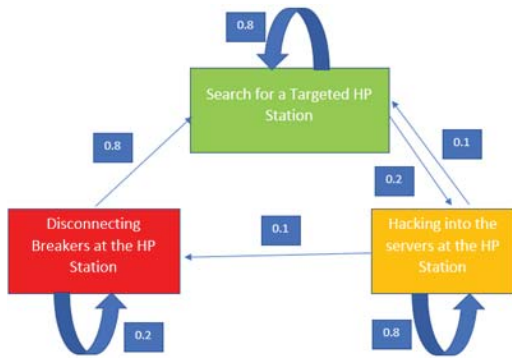 0.8
Search for a Targeted HP
Station
0.8
0.1
0.2
Disconnecting
Breakers at the HP
Station
0.1
Hacking into the
servers at the HP
Station
0.2
0.8